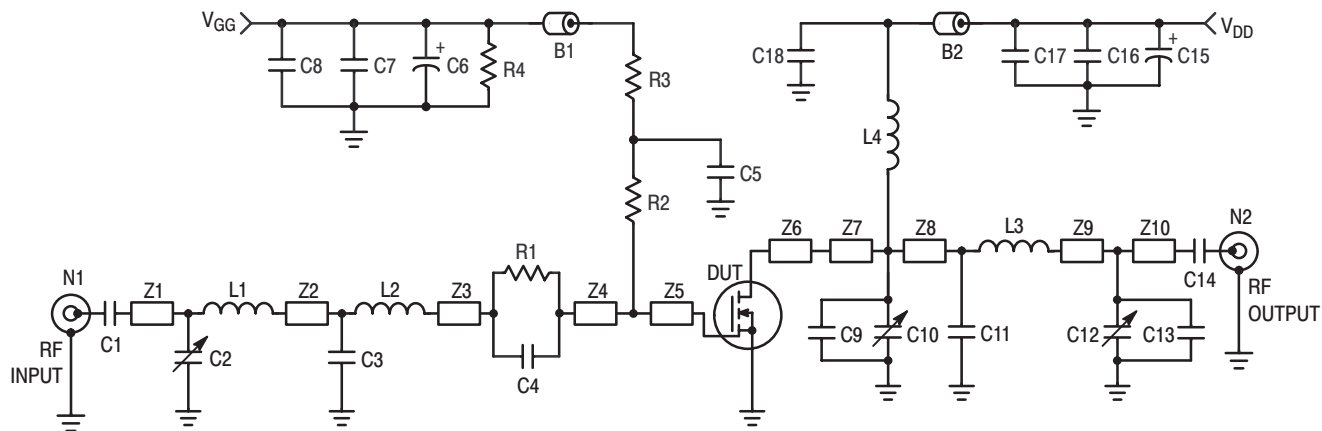 VGG
B1
C8
C7
+
C6
R4
R3
C5
R2
C18
B2
VDD
C17
C16
+
C15
L4
N1
RF
INPUT
C1
Z1
L1
Z2
L2
Z3
R1
C4
Z4
Z5
C2
C3
DUT
Z6
Z7
Z8
L3
Z9
Z10
N2
C14
RF
OUTPUT
C9
C10
C11
C12
C13